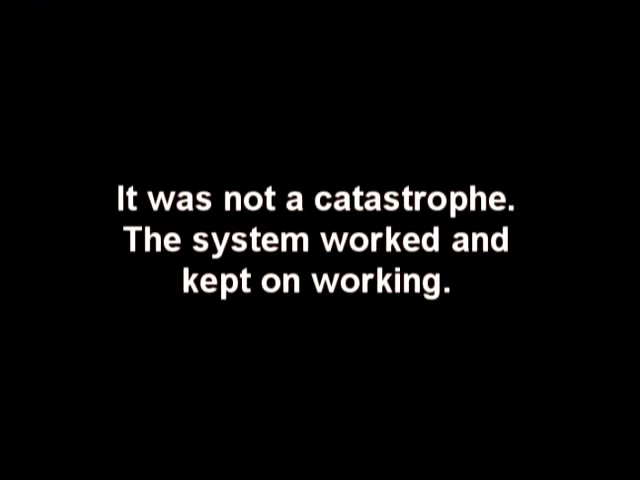 It was not a catastrophe.
The system worked and
kept on working.